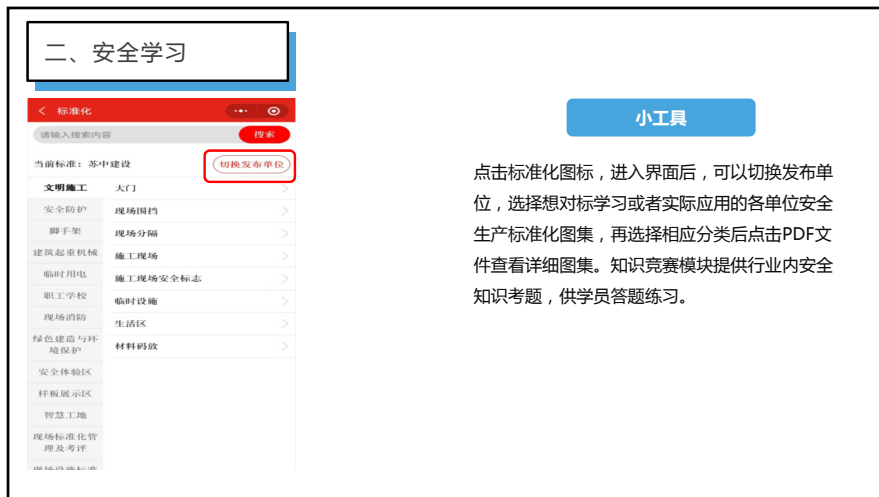 二、安全学习
标准化
请输入搜索内容
搜索
当前标准：苏中建设
切换发布单位
文明施工
安全防护
脚手架
建筑起重机械
临时用电
职工学校
现场消防
绿色建造与环
境保护
安全体验区
样板展示区
智慧工地
现场标准化管
理及考评
大门
现场围挡
现场分隔
施工现场
施工现场安全标志
临时设施
生活区
材料码放
小工具
点击标准化图标，进入界面后，可以切换发布单
位，选择想对标学习或者实际应用的各单位安全
生产标准化图集，再选择相应分类后点击PDF文
件查看详细图集。知识竞赛模块提供行业内安全
知识考题，供学员答题练习。